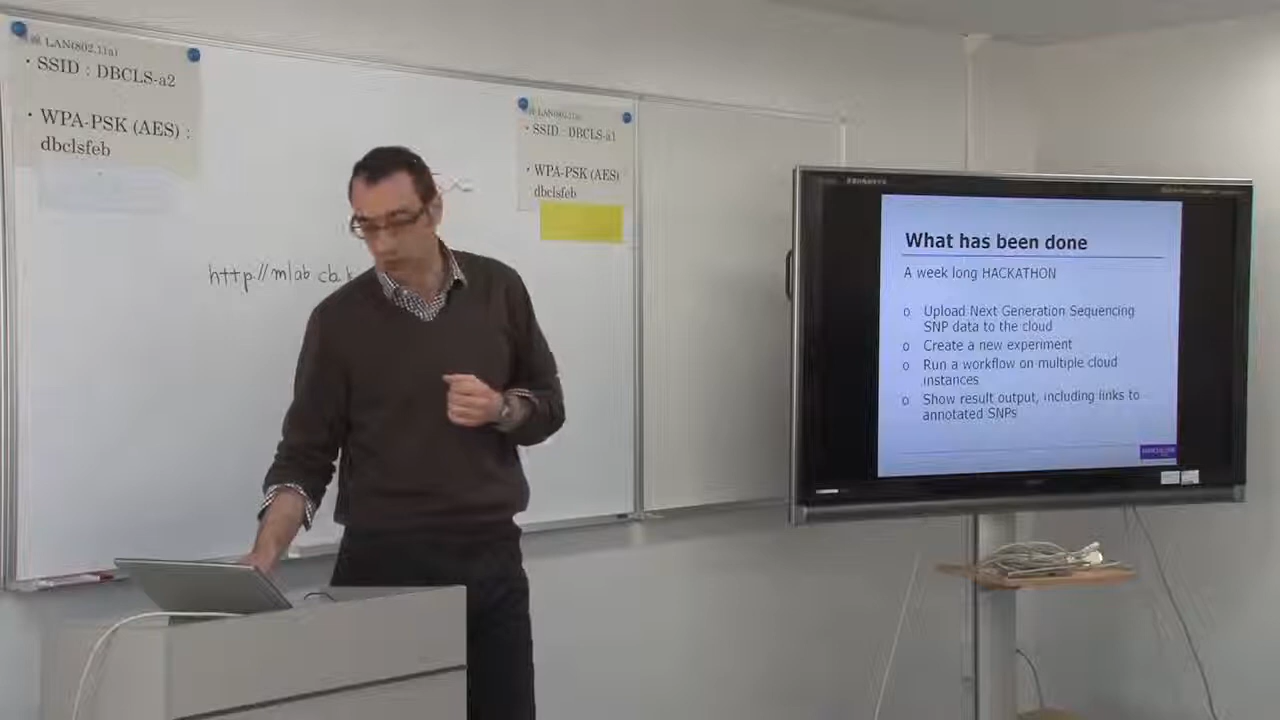 LAN(802.11a)
・SSID : DBCLS-a2
・WPA-PSK (AES) :
dbclsfeb
・SSID : DBCLS-a1
・WPA-PSK (AES)
dbclsfeb
http://mlab.cb.k
What has been done
A week long HACKATHON
o Upload Next Generation Sequencing
SNP data to the cloud
o Create a new experiment
o Run a workflow on multiple cloud
instances
o Show result output, including links to
annotated SNPs